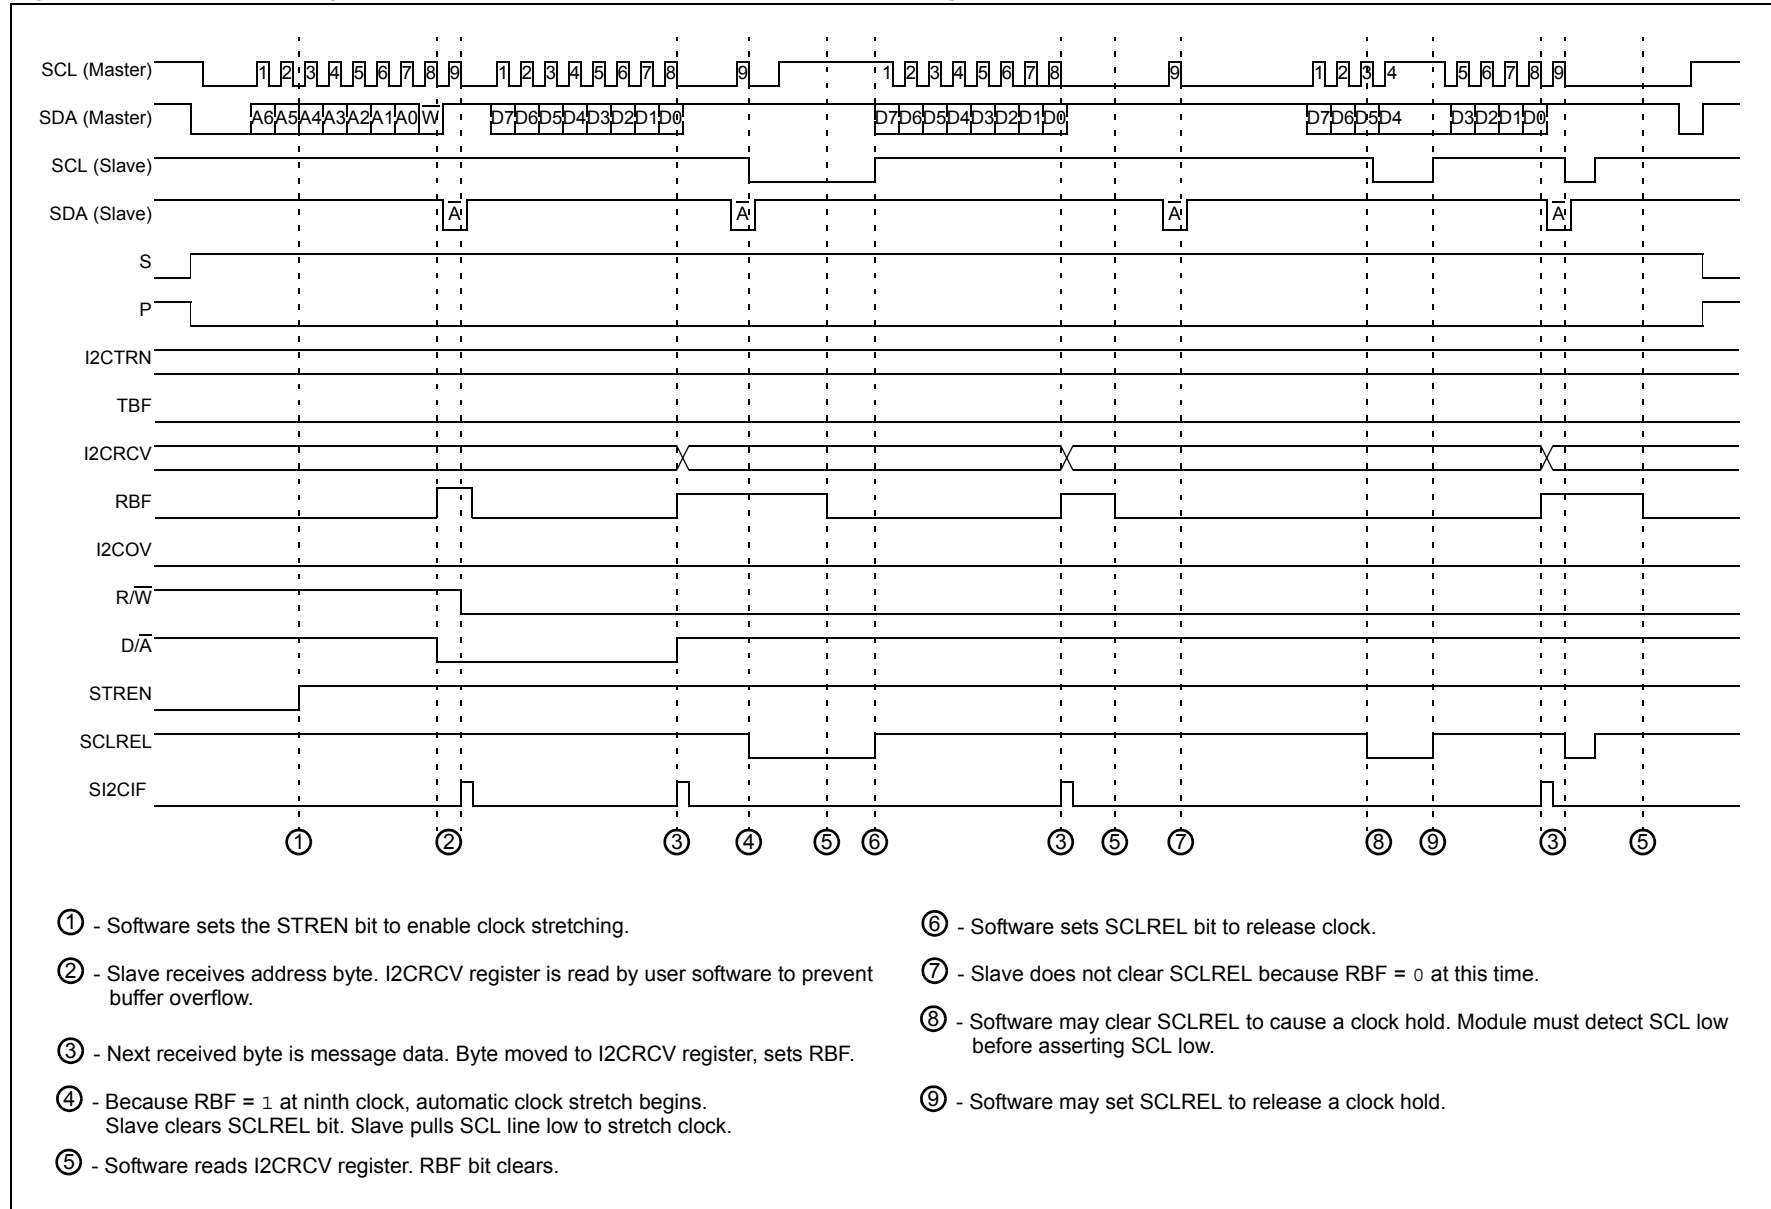 SCL (Master) 1 2 3 4 5 6 7 8 9 1 2 3 4 5 6 7 8 9 1 2 3 4 5 6 7 8 9 1 2 3 4 5 6 7 8 9
SDA (Master) A6 A5 A4 A3 A2 A1 A0 W̅ D7 D6 D5 D4 D3 D2 D1 D0 D7 D6 D5 D4 D3 D2 D1 D0 D7 D6 D5 D4 D3 D2 D1 D0
SCL (Slave)
SDA (Slave) A̅ A̅ A̅ A̅
S
P
I2CTRN
TBF
I2CRCV
RBF
I2COV
R/W̅
D/A̅
STREN
SCLREL
SI2CIF
① ② ③ ④ ⑤ ⑥ ③ ⑤ ⑦ ⑧ ⑨ ③ ⑤
① - Software sets the STREN bit to enable clock stretching.
② - Slave receives address byte. I2CRCV register is read by user software to prevent
buffer overflow.
③ - Next received byte is message data. Byte moved to I2CRCV register, sets RBF.
④ - Because RBF = 1 at ninth clock, automatic clock stretch begins.
Slave clears SCLREL bit. Slave pulls SCL line low to stretch clock.
⑤ - Software reads I2CRCV register. RBF bit clears.
⑥ - Software sets SCLREL bit to release clock.
⑦ - Slave does not clear SCLREL because RBF = 0 at this time.
⑧ - Software may clear SCLREL to cause a clock hold. Module must detect SCL low
before asserting SCL low.
⑨ - Software may set SCLREL to release a clock hold.